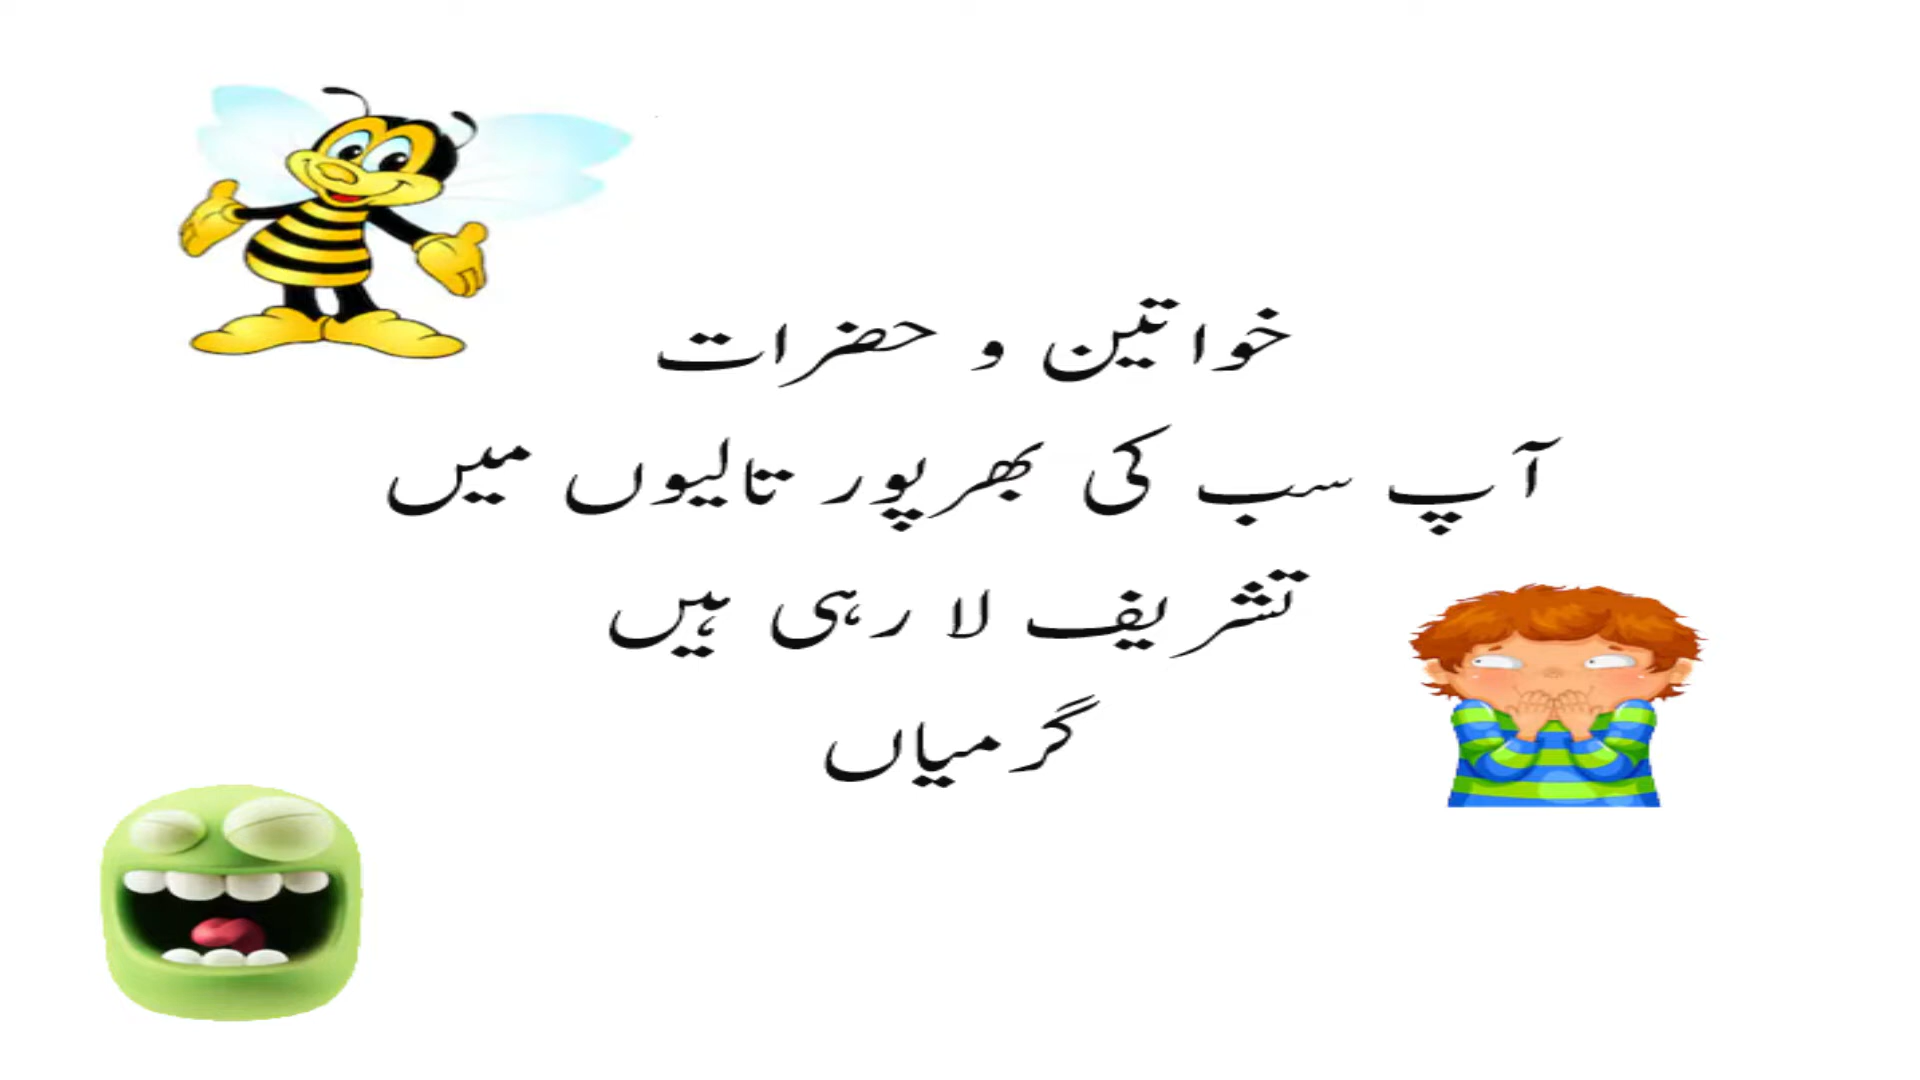 خواتین و حضرات
آپ سب کی بھرپور تالیوں میں
تشریف لا رہی ہیں
گرمیاں